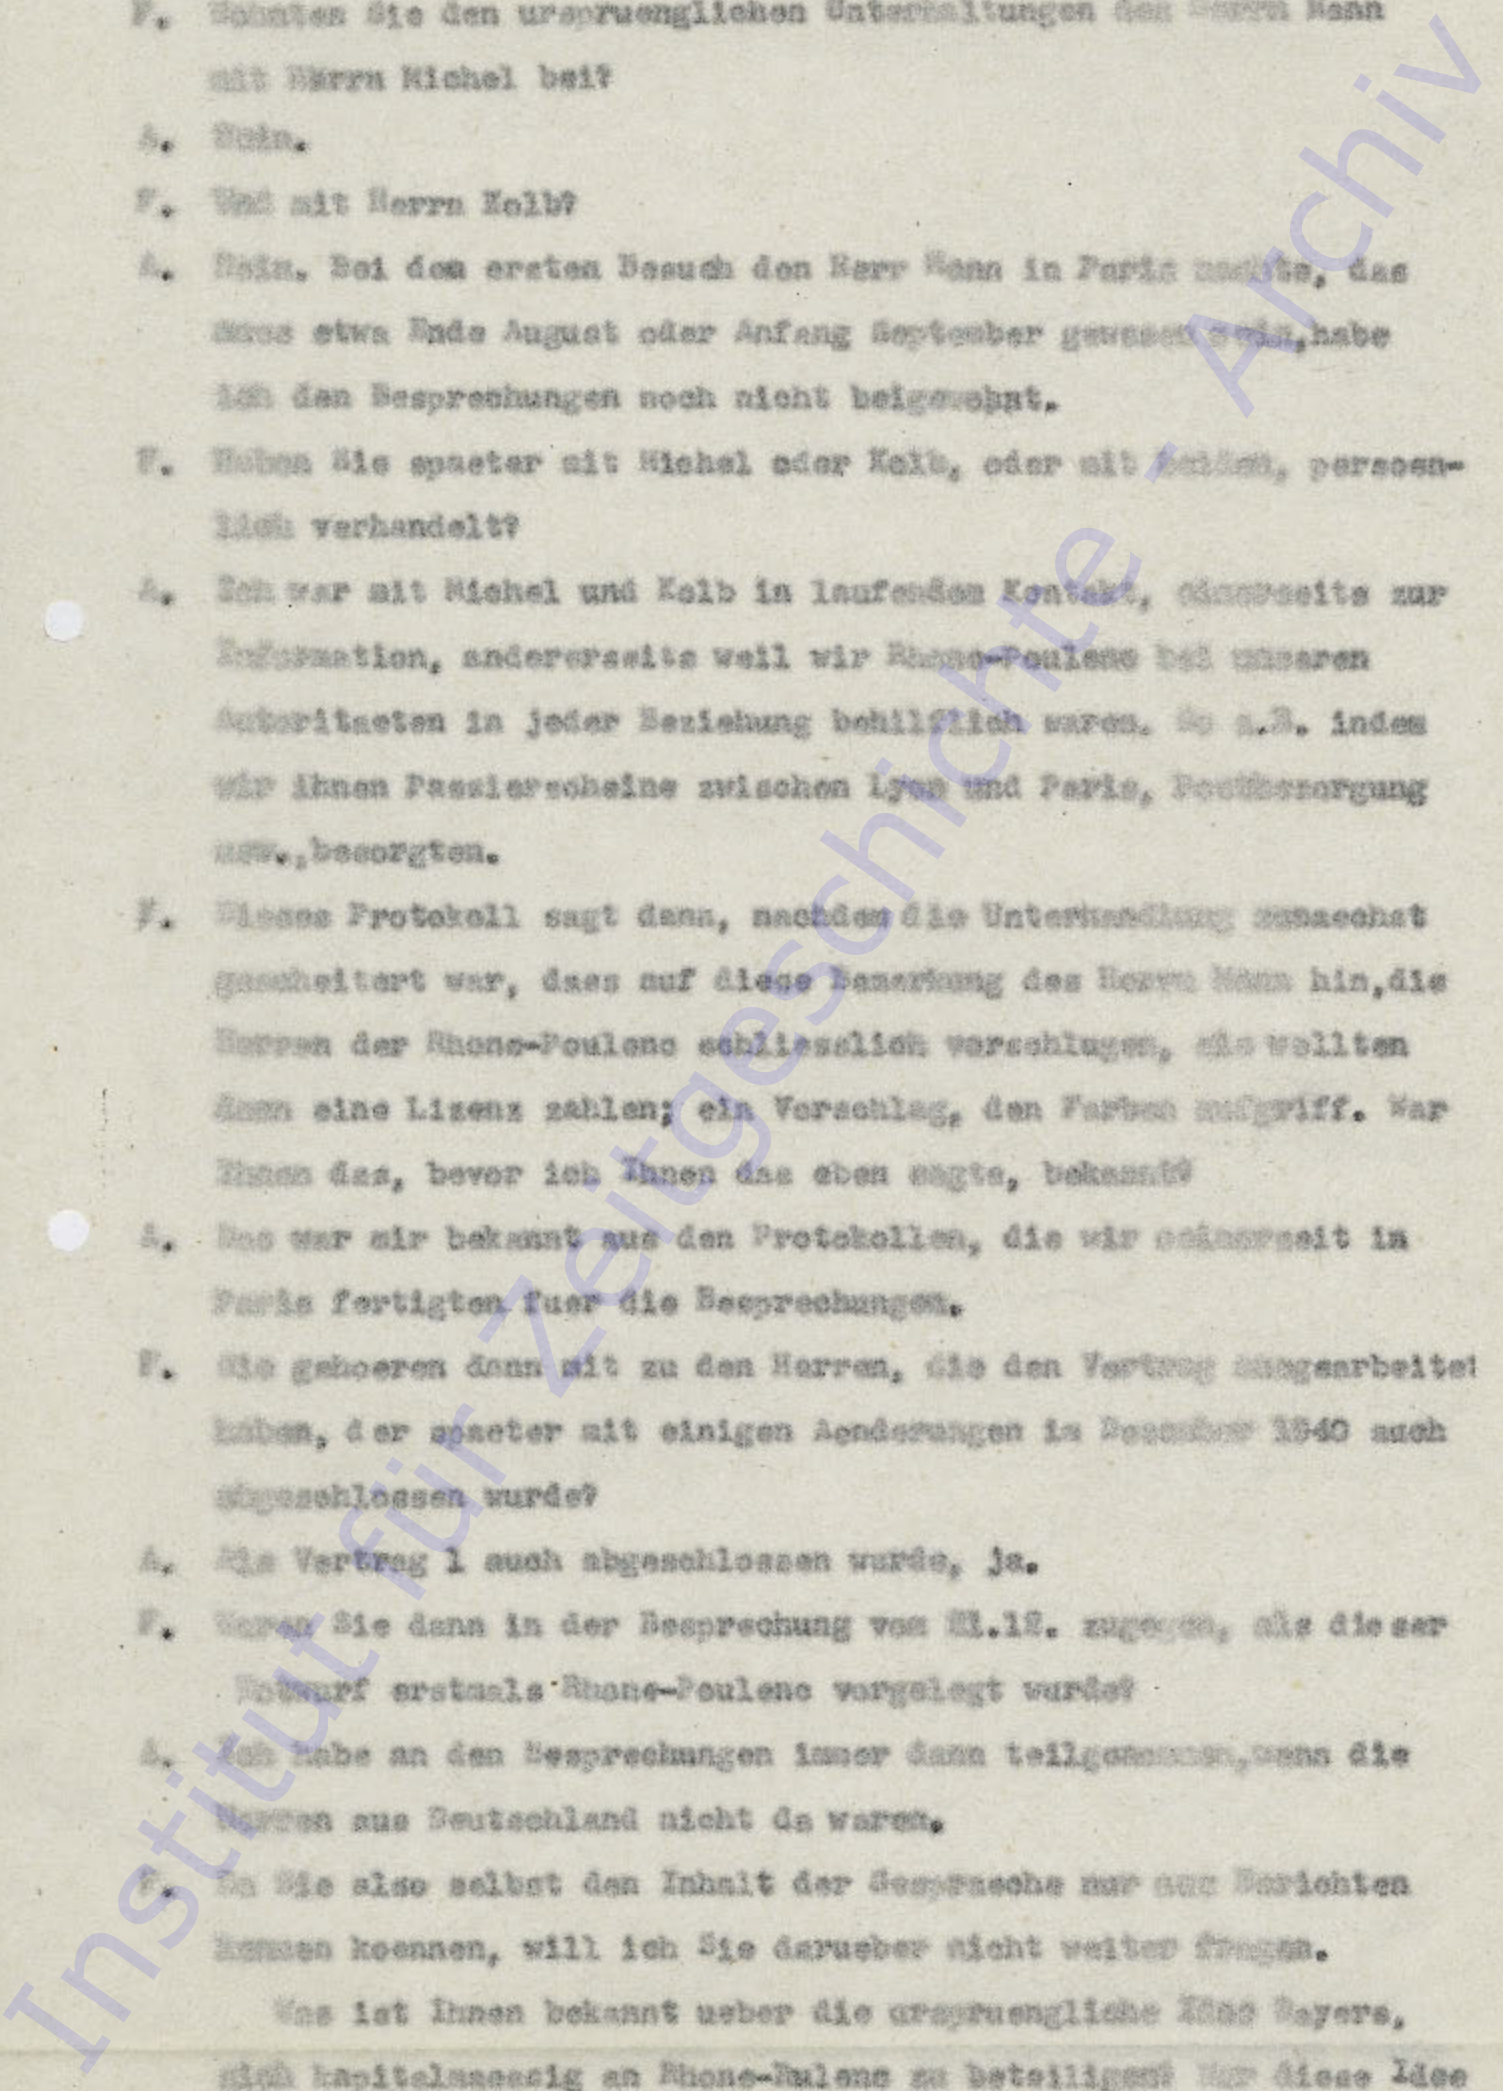 F. Wohnten Sie den urspruenglichen Unterhaltungen des Herrn Mann
mit Herrn Michel bei?
A. Nein.
F. Und mit Herrn Kolb?
A. Nein. Bei dem ersten Besuch den Herr Mann in Paris machte, das
muss etwa Ende August oder Anfang September gewesen sein,habe
ich den Besprechungen noch nicht beigewohnt.
F. Haben Sie spaeter mit Michel oder Kolb, oder mit beiden, persoen-
lich verhandelt?
A. Ich war mit Michel und Kolb in laufendem Kontakt, einerseits zur
Information, andererseits weil wir Rhone-Poulenc bei unseren
Autoritaeten in jeder Beziehung behilflich waren. So z.B. indem
wir ihnen Passierscheine zwischen Lyon und Paris,
usw.,besorgten.
F. Dieses Protokoll sagt dann, nachdem die Unterhandlung zunaechst
gescheitert war, dass auf diese Bemerkung des Herrn Mann hin,die
Herren der Rhone-Poulenc schliesslich vorschlugen, sie wollten
dann eine Lizenz zahlen; ein Vorschlag, den Farben aufgriff. War
Ihnen das, bevor ich Ihnen das eben sagte, bekannt?
A. Das war mir bekannt aus den Protokollen, die wir seinerzeit in
Paris fertigten fuer die Besprechungen.
F. Sie gehoeren dann mit zu den Herren, die den Vertrag ausgearbeitet
haben, der spaeter mit einigen Aenderungen im Dezember 1940 auch
abgeschlossen wurde?
A. Als Vertrag 1 auch abgeschlossen wurde, ja.
F. Waren Sie dann in der Besprechung vom zugegen, als dieser
Entwurf erstmals Rhone-Poulenc vorgelegt wurde?
A. Ich habe an den Besprechungen immer dann teilgenommen,wenn die
Herren aus Deutschland nicht da waren.
F. Da Sie also selbst den Inhalt der Gespraeche nur aus Berichten
kennen koennen, will ich Sie darueber nicht weiter fragen.
Was ist Ihnen bekannt ueber die urspruengliche Idee Bayers,
sich kapitalmaessig an Rhone-Pulenc zu beteiligen? War diese Idee
Institut für Zeitgeschichte - Archiv